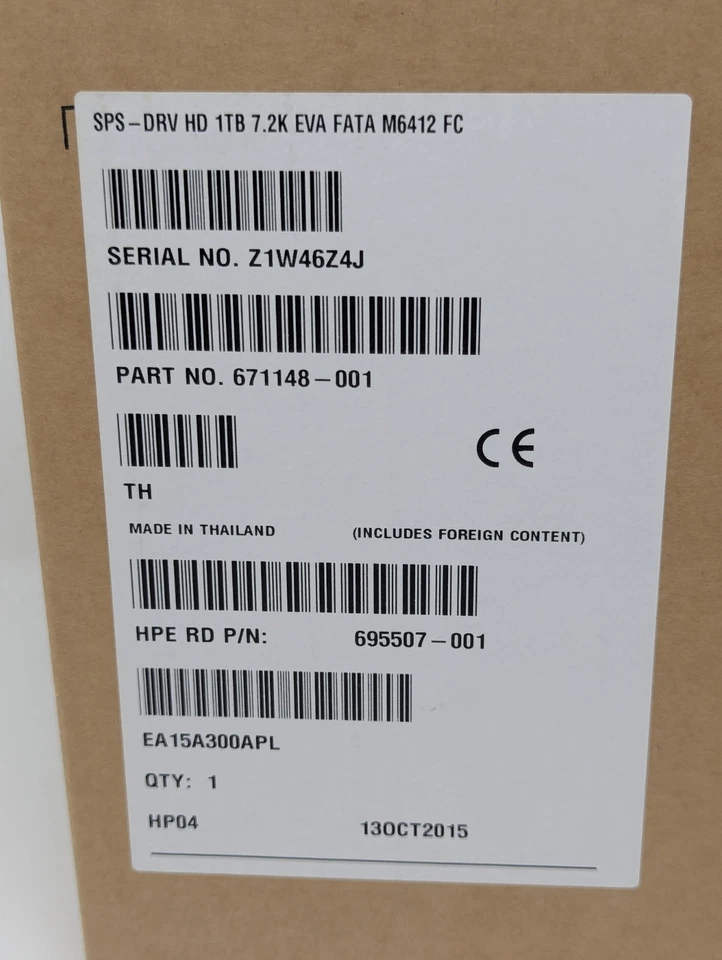 SPS-DRV HD 1TB 7.2K EVA FATA M6412 FC
SERIAL NO. Z1W46Z4J
PART NO. 671148-001
CE
TH
MADE IN THAILAND (INCLUDES FOREIGN CONTENT)
HPE RD P/N: 695507-001
EA15A300APL
QTY: 1
HP04 13OCT2015